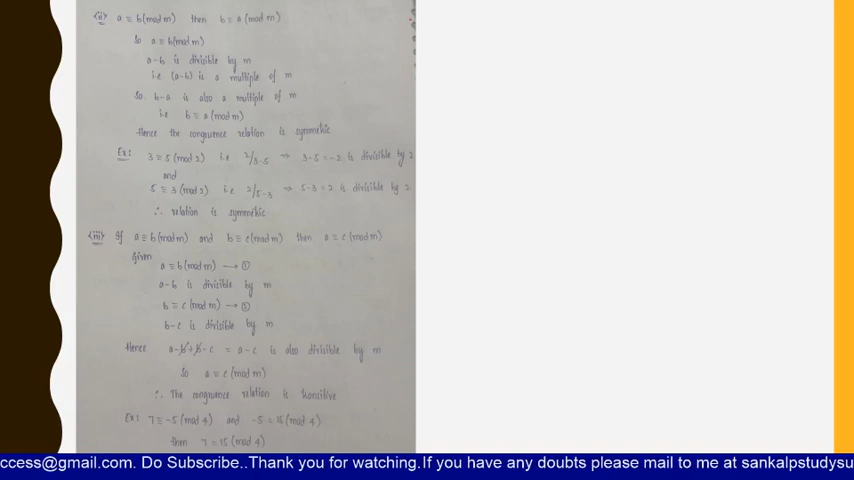 (ii) a ≡ b (mod m) then b ≡ a (mod m)
So a ≡ b (mod m)
a-b is divisible by m
i.e (a-b) is a multiple of m
So b-a is also a multiple of m
i.e b ≡ a (mod m)
Hence the congruence relation is symmetric
Ex: 3 ≡ 5 (mod 2) i.e 2/3-5 ⇒ 3-5 = -2 is divisible by 2
and
5 ≡ 3 (mod 2) i.e 2/5-3 ⇒ 5-3 = 2 is divisible by 2
∴ relation is symmetric
(iii) If a ≡ b (mod m) and b ≡ c (mod m) then a ≡ c (mod m)
Given
a ≡ b (mod m) → ①
a-b is divisible by m
b ≡ c (mod m) → ②
b-c is divisible by m
Hence a-b+b-c = a-c is also divisible by m
So a ≡ c (mod m)
∴ The congruence relation is transitive
Ex: 7 ≡ -5 (mod 4) and -5 ≡ 15 (mod 4)
then 7 ≡ 15 (mod 4)
ccess@gmail.com. Do Subscribe..Thank you for watching.If you have any doubts please mail to me at sankalpstudysu